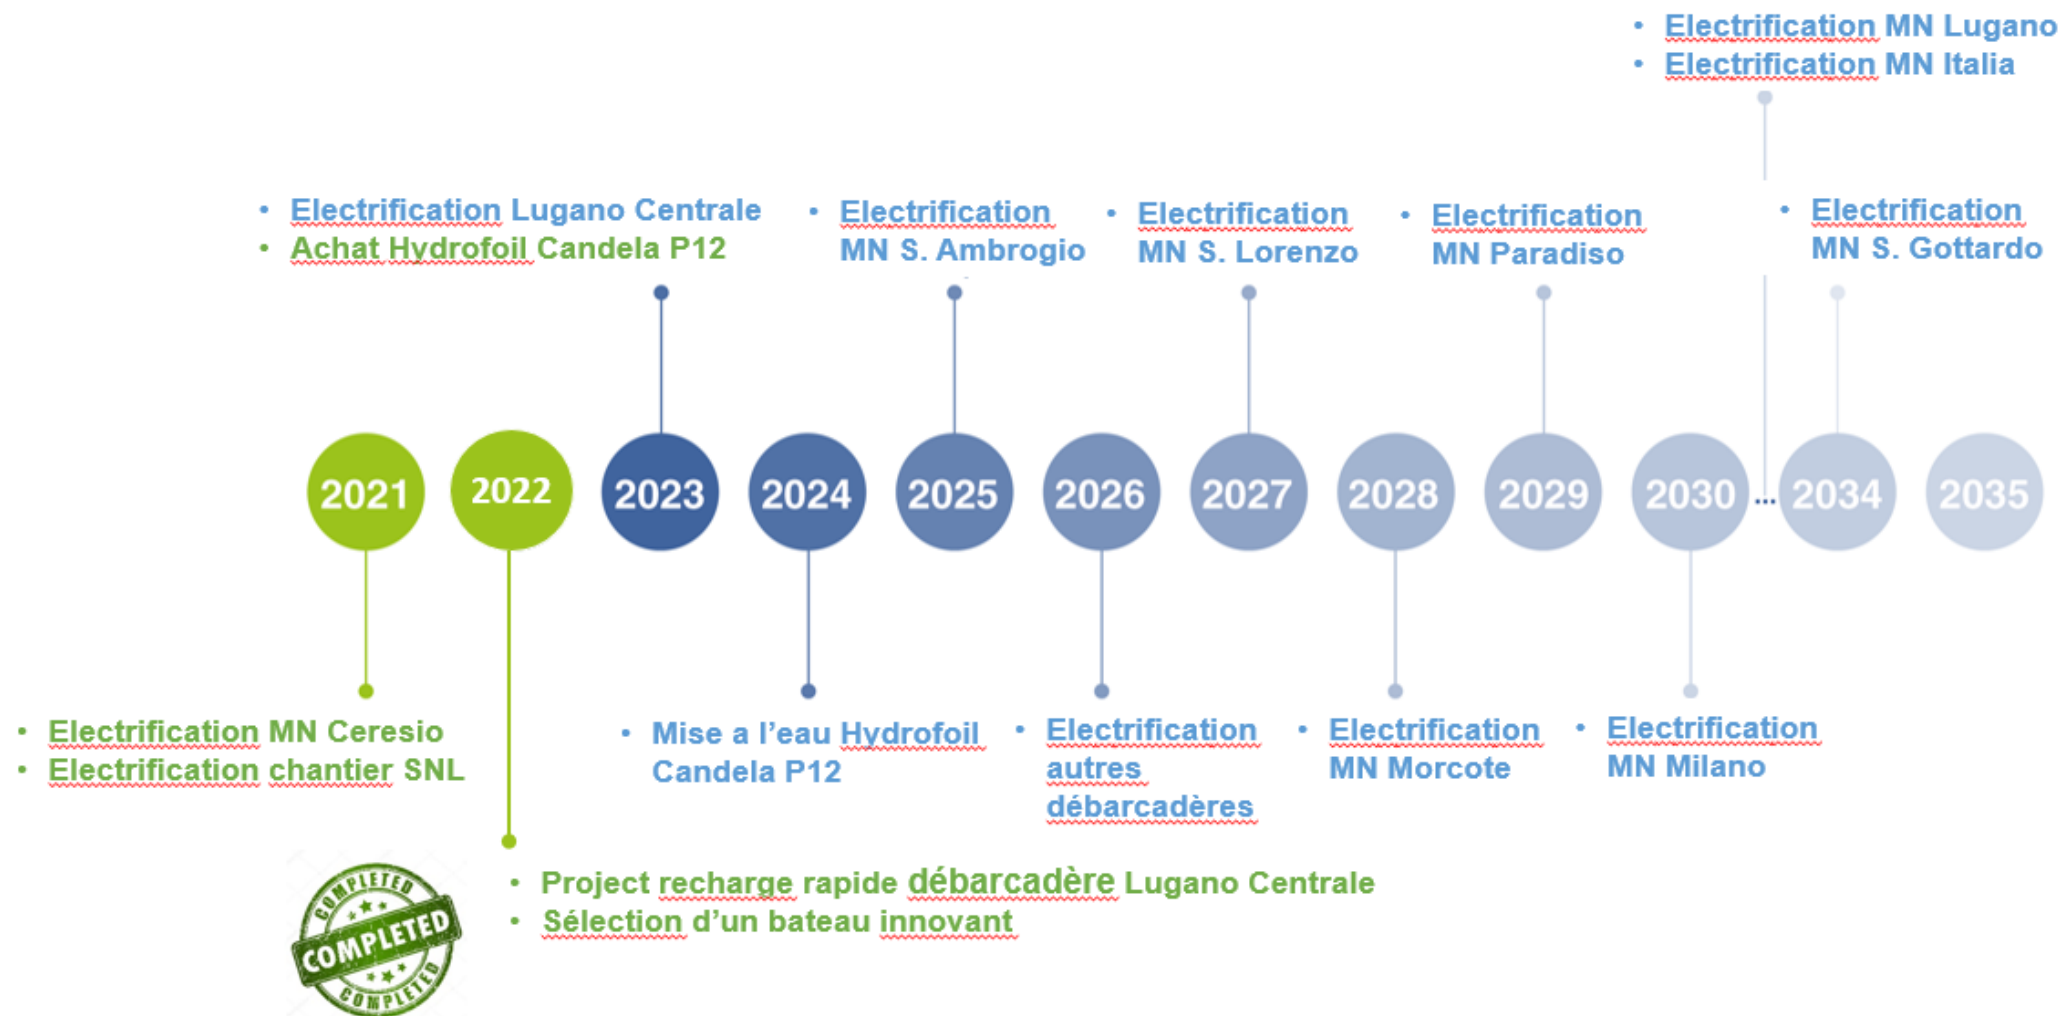 • Electrification MN Lugano
• Electrification MN Italia
• Electrification Lugano Centrale
• Achat Hydrofoil Candela P12
• Electrification
MN S. Ambrogio
• Electrification
MN S. Lorenzo
• Electrification
MN Paradiso
• Electrification
MN S. Gottardo
2021 2022 2023 2024 2025 2026 2027 2028 2029 2030 ... 2034 2035
• Electrification MN Ceresio
• Electrification chantier SNL
• Mise a l’eau Hydrofoil
Candela P12
• Electrification
autres
débarcadères
• Electrification
MN Morcote
• Electrification
MN Milano
• Project recharge rapide débarcadère Lugano Centrale
• Sélection d’un bateau innovant
COMPLETED
COMPLETED
COMPLETED